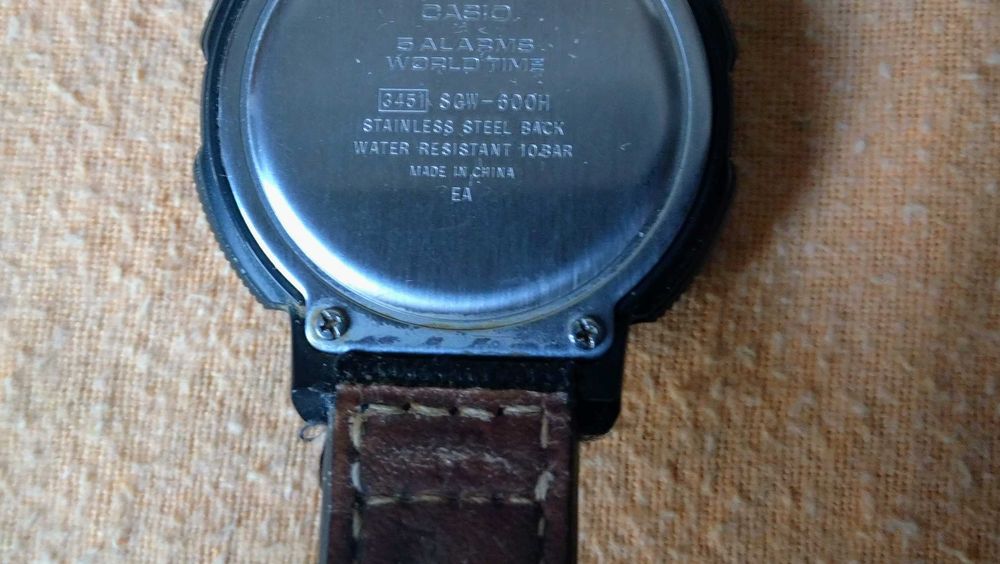 CASIO
5 ALARMS
WORLD TIME
3451 SGW-600H
STAINLESS STEEL BACK
WATER RESISTANT 10BAR
MADE IN CHINA
EA